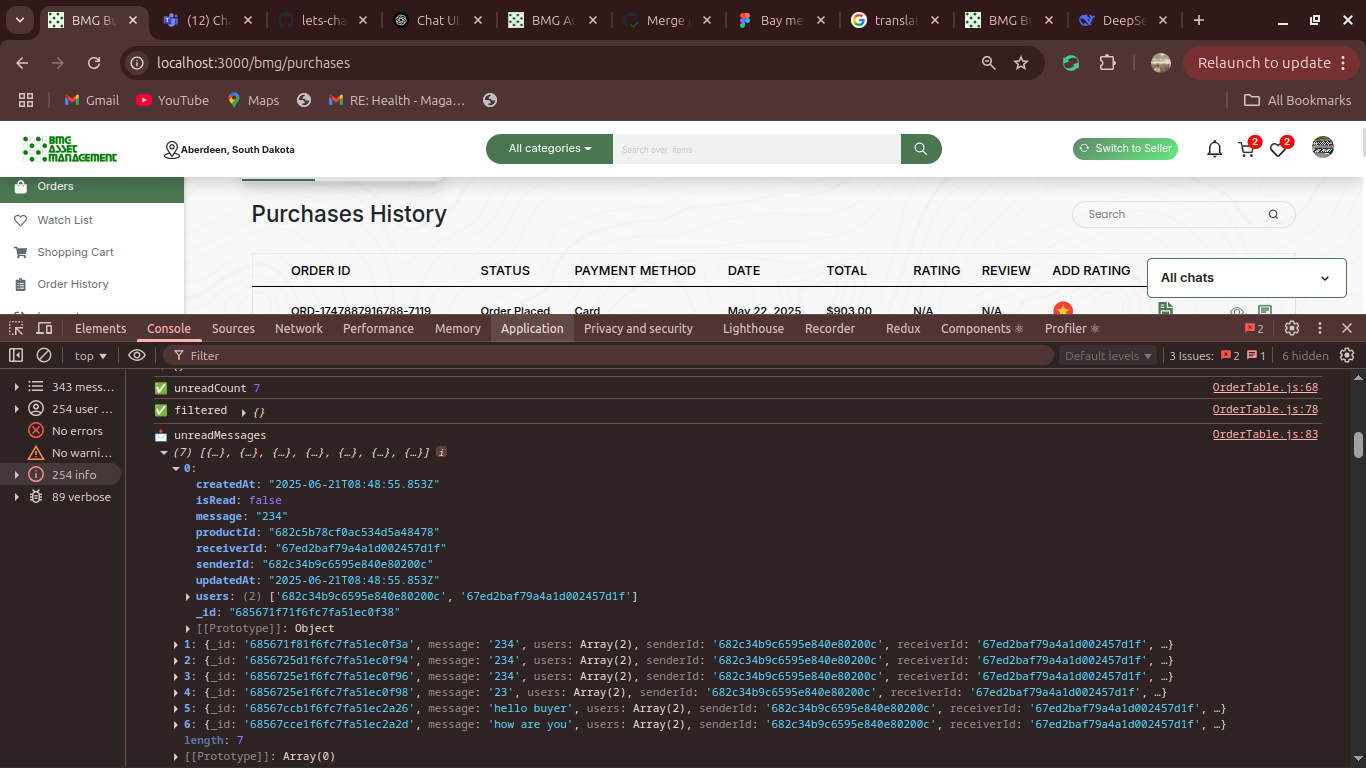 BMG Bu
(12) Ch
lets-cha
Chat UI
BMG Au
Merge
Bay me
translat
BMG Bu
DeepSe
localhost:3000/bmg/purchases
Relaunch to update
Gmail
YouTube
Maps
RE: Health - Maga…
All Bookmarks
BMG
ASSET
MANAGEMENT
Aberdeen, South Dakota
All categories
Search over items
Switch to Seller
2
2
Orders
Watch List
Shopping Cart
Order History
Purchases History
Search
ORDER ID STATUS PAYMENT METHOD DATE TOTAL RATING REVIEW ADD RATING
All chats
ORD-1747887916788-7119 Order Placed Card May 22, 2025 $903.00 N/A N/A
Elements Console Sources Network Performance Memory Application Privacy and security Lighthouse Recorder Redux Components Profiler
2
top
Filter
Default levels
3 Issues: 2 1
6 hidden
343 mess…
254 user …
No errors
No warni…
254 info
89 verbose
unreadCount 7 OrderTable.js:68
filtered {} OrderTable.js:78
unreadMessages OrderTable.js:83
(7) [{…}, {…}, {…}, {…}, {…}, {…}, {…}] i
0:
createdAt: "2025-06-21T08:48:55.853Z"
isRead: false
message: "234"
productId: "682c5b78cf0ac534d5a48478"
receiverId: "67ed2baf79a4a1d002457d1f"
senderId: "682c34b9c6595e840e80200c"
updatedAt: "2025-06-21T08:48:55.853Z"
users: (2) ['682c34b9c6595e840e80200c', '67ed2baf79a4a1d002457d1f']
_id: "685671f71f6fc7fa51ec0f38"
[[Prototype]]: Object
1: {_id: '685671f81f6fc7fa51ec0f3a', message: '234', users: Array(2), senderId: '682c34b9c6595e840e80200c', receiverId: '67ed2baf79a4a1d002457d1f', …}
2: {_id: '6856725d1f6fc7fa51ec0f94', message: '234', users: Array(2), senderId: '682c34b9c6595e840e80200c', receiverId: '67ed2baf79a4a1d002457d1f', …}
3: {_id: '6856725e1f6fc7fa51ec0f96', message: '234', users: Array(2), senderId: '682c34b9c6595e840e80200c', receiverId: '67ed2baf79a4a1d002457d1f', …}
4: {_id: '6856725e1f6fc7fa51ec0f98', message: '23', users: Array(2), senderId: '682c34b9c6595e840e80200c', receiverId: '67ed2baf79a4a1d002457d1f', …}
5: {_id: '68567ccb1f6fc7fa51ec2a26', message: 'hello buyer', users: Array(2), senderId: '682c34b9c6595e840e80200c', receiverId: '67ed2baf79a4a1d002457d1f', …}
6: {_id: '68567cce1f6fc7fa51ec2a2d', message: 'how are you', users: Array(2), senderId: '682c34b9c6595e840e80200c', receiverId: '67ed2baf79a4a1d002457d1f', …}
length: 7
[[Prototype]]: Array(0)